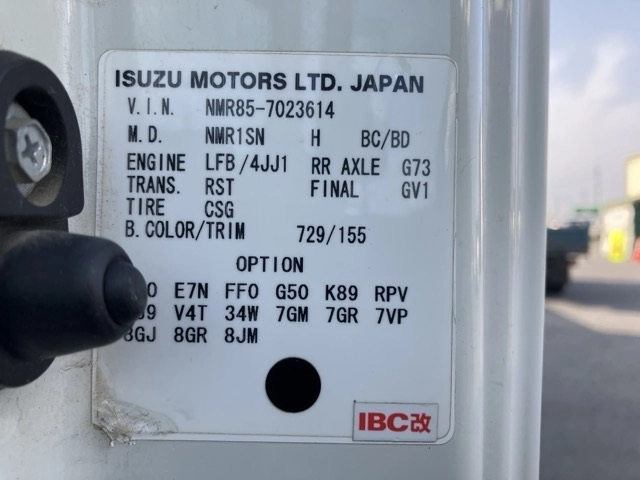 ISUZU MOTORS LTD. JAPAN
V.I.N. NMR85-7023614
M.D. NMR1SN H BC/BD
ENGINE LFB/4JJ1 RR AXLE G73
TRANS. RST FINAL GV1
TIRE CSG
B.COLOR/TRIM 729/155
OPTION
E7N FF0 G50 K89 RPV
V4T 34W 7GM 7GR 7VP
8GJ 8GR 8JM
IBC改